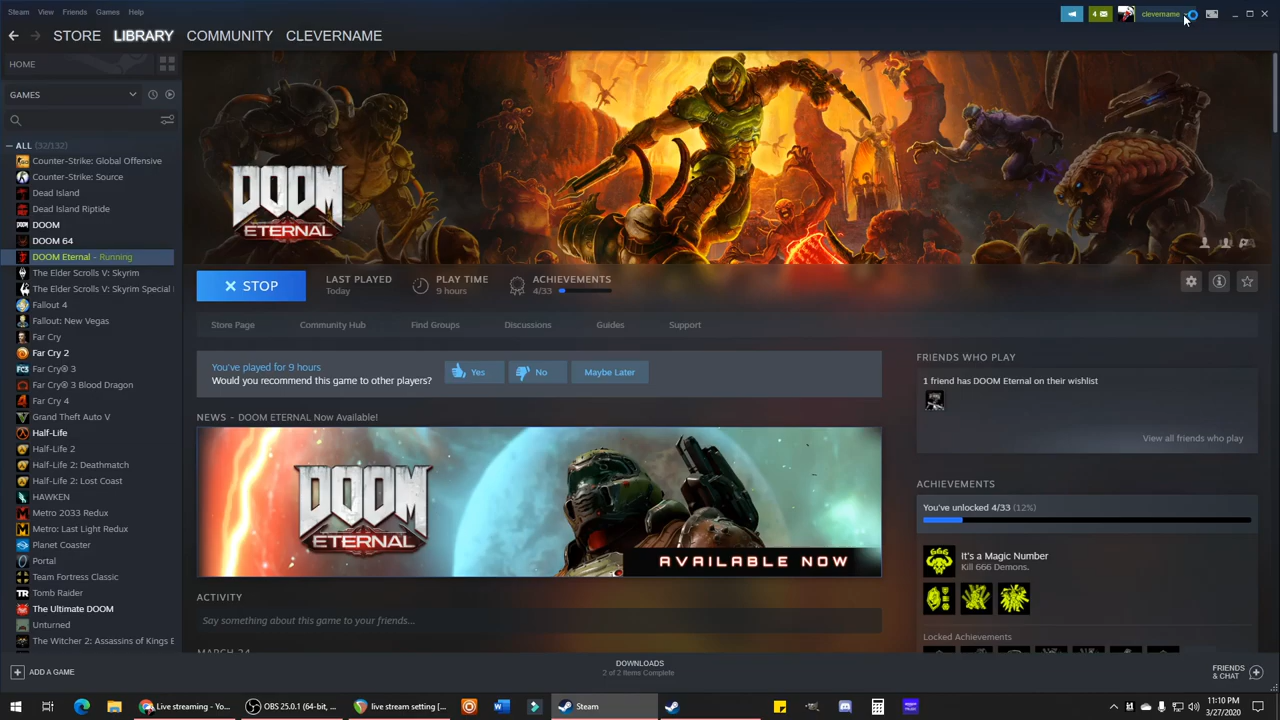 Steam View Friends Games Help
4 clevername
STORE LIBRARY COMMUNITY CLEVERNAME
HOME
GAMES
ALL (32/132)
Counter-Strike: Global Offensive
Counter-Strike: Source
Dead Island
Dead Island Riptide
DOOM
DOOM 64
DOOM Eternal - Running
The Elder Scrolls V: Skyrim
The Elder Scrolls V: Skyrim Special
Fallout 4
Fallout: New Vegas
Far Cry
Far Cry 2
FC3 Far Cry® 3
Far Cry® 3 Blood Dragon
4 Far Cry 4
Grand Theft Auto V
Half-Life
Half-Life 2
Half-Life 2: Deathmatch
Half-Life 2: Lost Coast
HAWKEN
Metro 2033 Redux
Metro: Last Light Redux
Planet Coaster
Portal
Team Fortress Classic
TR Tomb Raider
The Ultimate DOOM
Unturned
The Witcher 2: Assassins of Kings E
DOOM
ETERNAL
STOP
LAST PLAYED
Today
PLAY TIME
9 hours
ACHIEVEMENTS
4/33
Store Page Community Hub Find Groups Discussions Guides Support
You've played for 9 hours
Would you recommend this game to other players?
Yes No Maybe Later
NEWS - DOOM ETERNAL Now Available!
DOOM
ETERNAL
AVAILABLE NOW
ACTIVITY
Say something about this game to your friends...
MARCH 24
FRIENDS WHO PLAY
1 friend has DOOM Eternal on their wishlist
View all friends who play
ACHIEVEMENTS
You've unlocked 4/33 (12%)
666
It's a Magic Number
Kill 666 Demons.
Locked Achievements
ADD A GAME
DOWNLOADS
2 of 2 Items Complete
FRIENDS
& CHAT
Live streaming - Yo...
OBS 25.0.1 (64-bit, ...
live stream setting [...
Steam
11:10 PM
3/27/2020